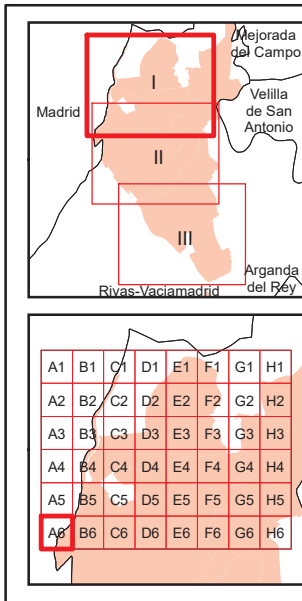 Mejorada
del Campo
I
Madrid
Velilla
de San
Antonio
II
III
Arganda
del Rey
Rivas-Vaciamadrid
A1 B1 C1 D1 E1 F1 G1 H1
A2 B2 C2 D2 E2 F2 G2 H2
A3 B3 C3 D3 E3 F3 G3 H3
A4 B4 C4 D4 E4 F4 G4 H4
A5 B5 C5 D5 E5 F5 G5 H5
A6 B6 C6 D6 E6 F6 G6 H6